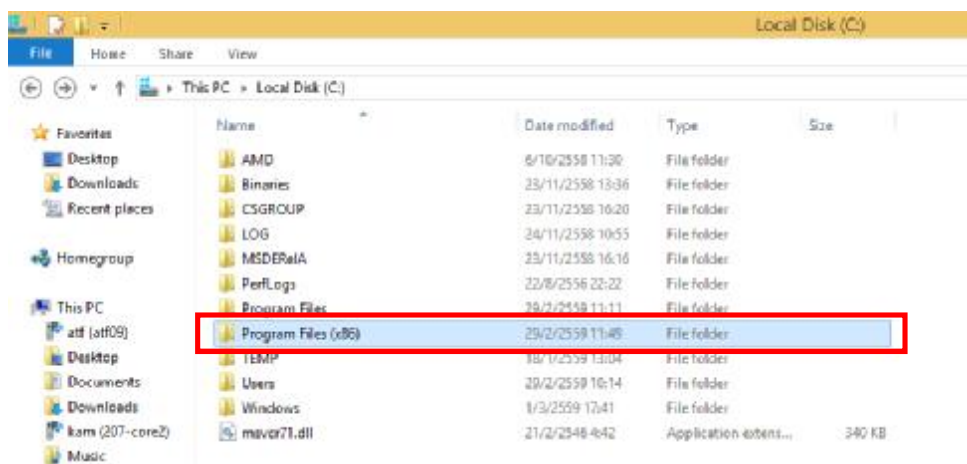 Local Disk (C:)
File Home Share View
This PC Local Disk (C:)
Name Date modified Type Size
Favorites
Desktop
Downloads
Recent places
Homegroup
This PC
atf (atf09)
Desktop
Documents
Downloads
kam (207-core2)
Music
AMD 6/10/2558 11:30 File folder
Binaries 23/11/2558 13:36 File folder
CSGROUP 23/11/2558 16:20 File folder
LOG 24/11/2558 10:55 File folder
MSDERelA 23/11/2558 16:16 File folder
PerfLogs 22/8/2556 22:22 File folder
Program Files 29/2/2559 11:11 File folder
Program Files (x86) 29/2/2559 11:48 File folder
TEMP 18/1/2559 13:04 File folder
Users 29/2/2559 10:14 File folder
Windows 1/3/2559 17:41 File folder
msvcr71.dll 21/2/2546 4:42 Application extens... 340 KB